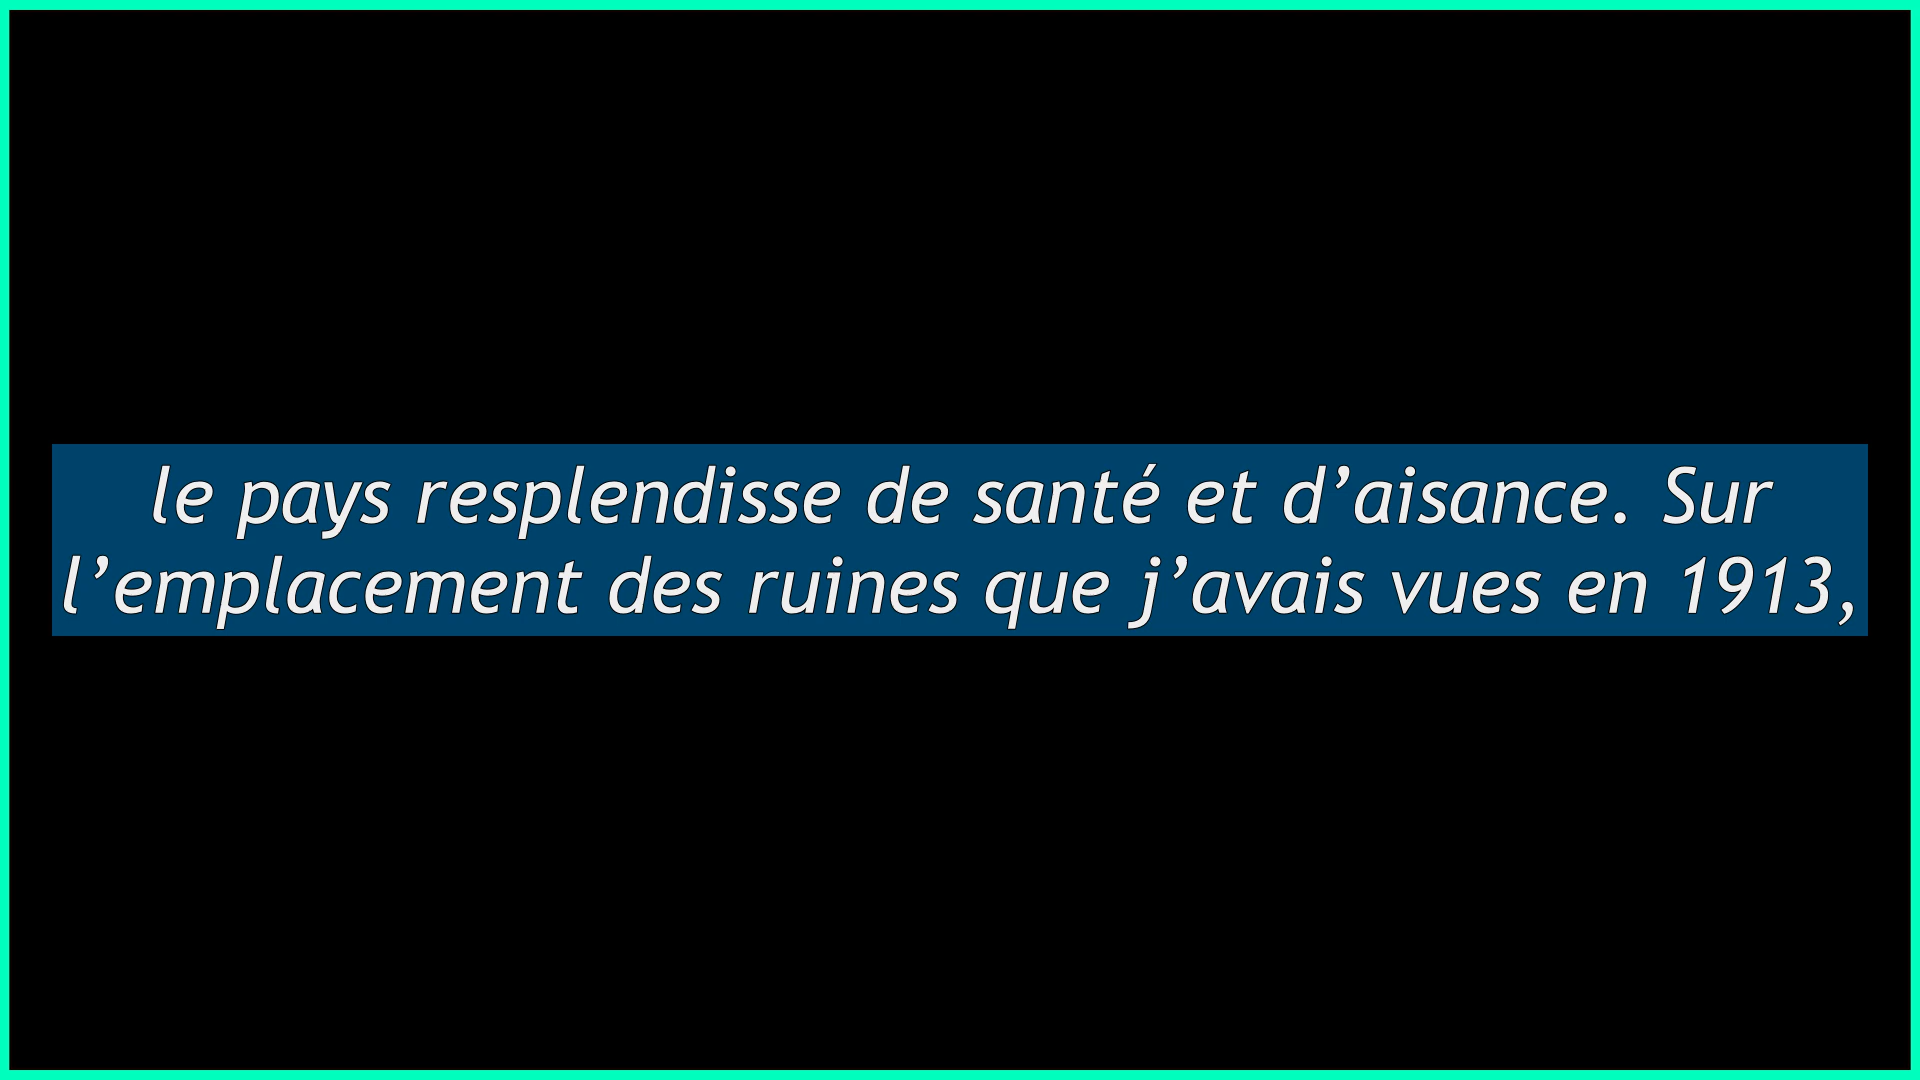 le pays resplendisse de santé et d’aisance. Sur
l’emplacement des ruines que j’avais vues en 1913,